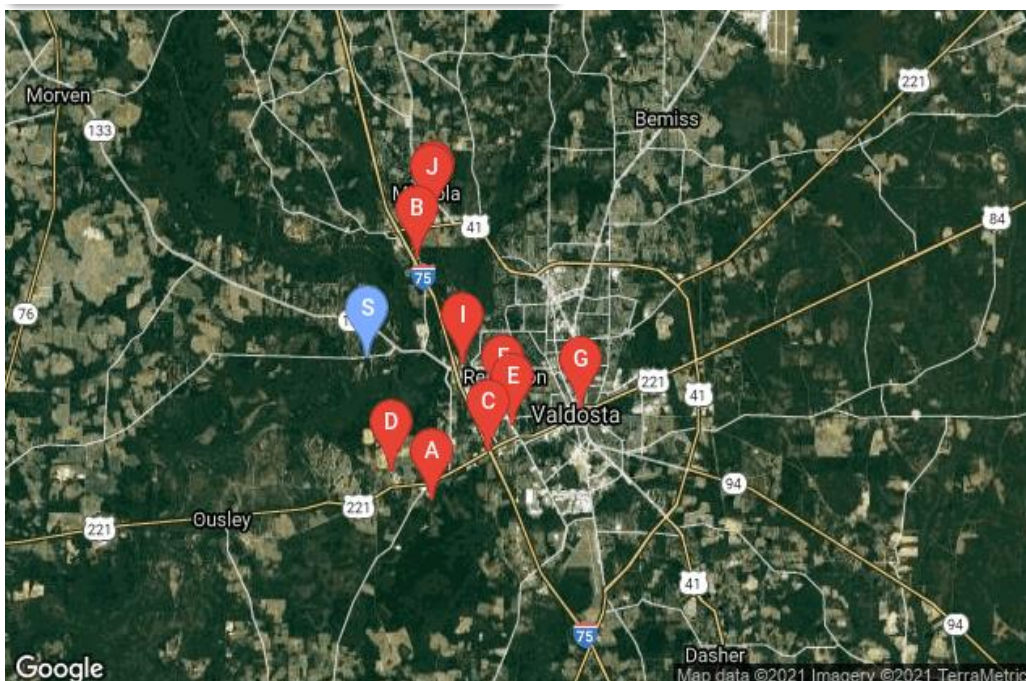 221
Morven
Bemiss
133
J
B
41
84
75
76
S
I
E
G
221
41
C
Valdosta
D
A
94
221
221
Ousley
41
94
75
Dasher
Google
Map data ©2021 Imagery ©2021 TerraMetric